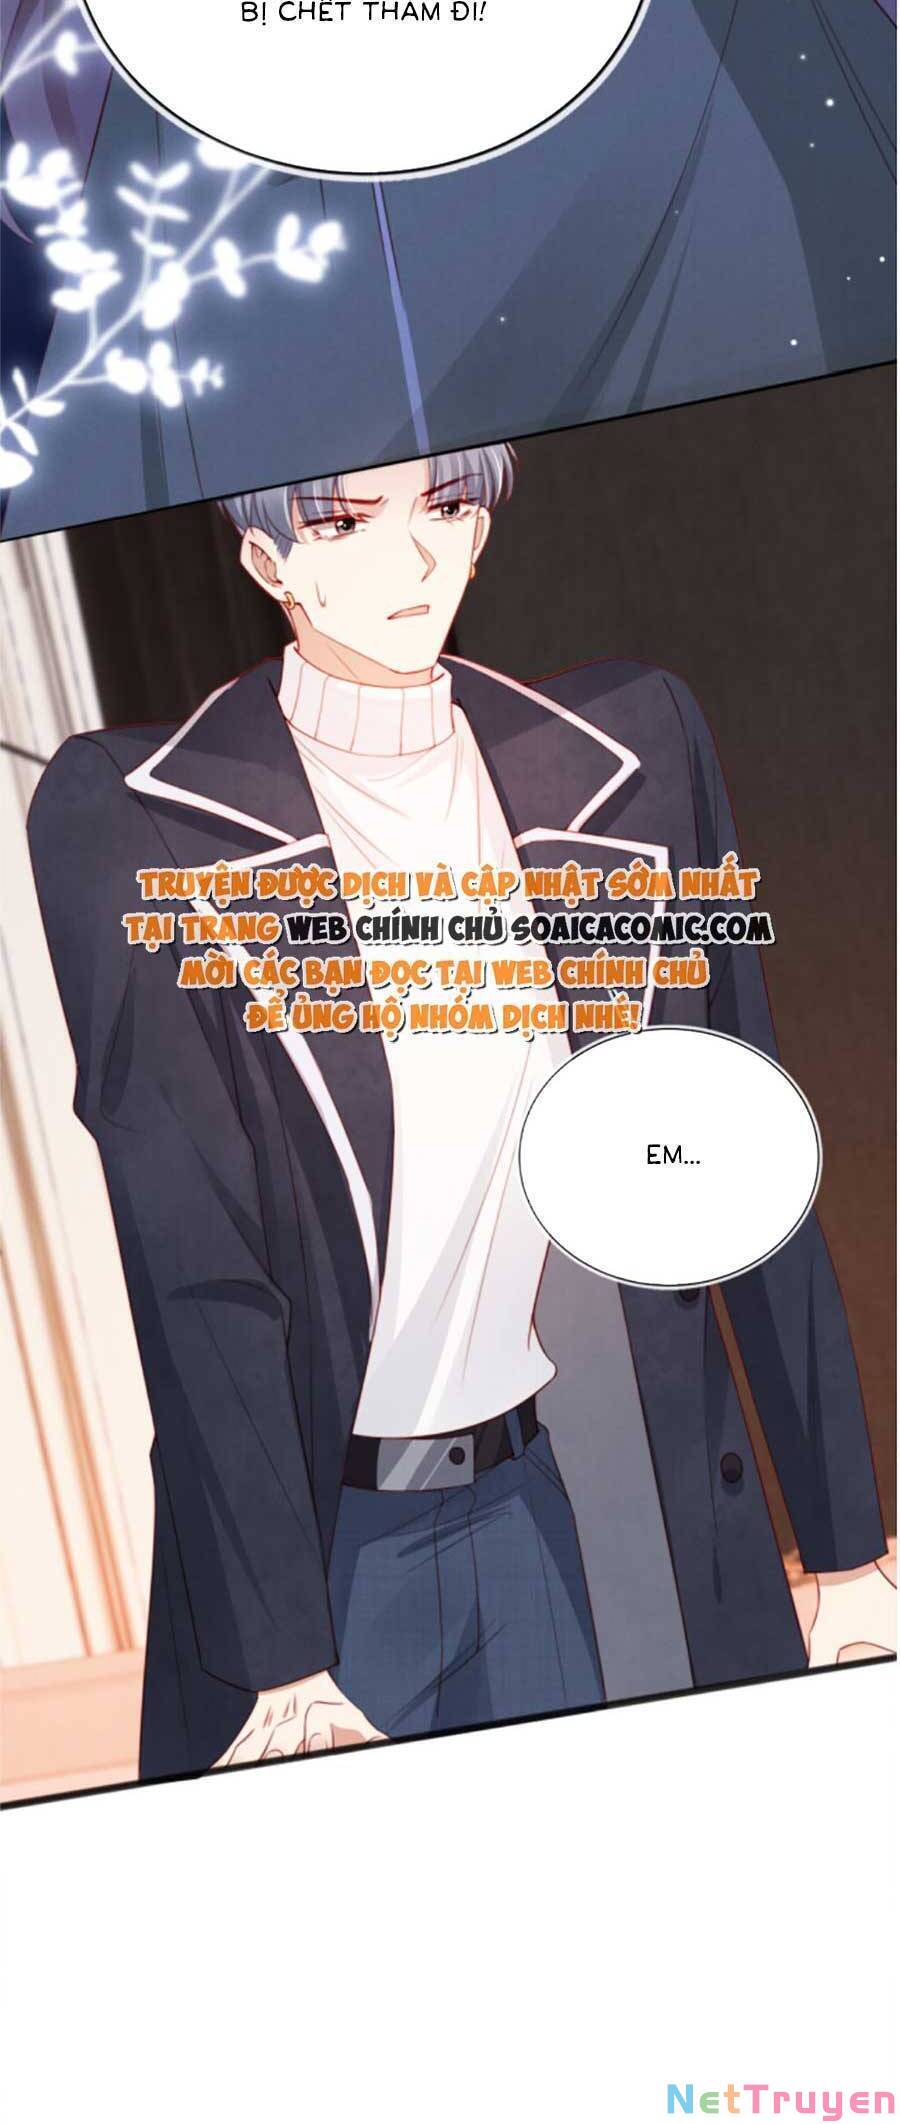 BỊ CHẾT THẢM ĐI!
TRUYỆN ĐƯỢC DỊCH VÀ CẬP NHẬT SỚM NHẤT
TẠI TRANG WEB CHÍNH CHỦ SOAICACOMIC.COM
MỜI CÁC BẠN ĐỌC TẠI WEB CHÍNH CHỦ
ĐỂ ỦNG HỘ NHÓM DỊCH NHÉ!
EM...
NetTruyen